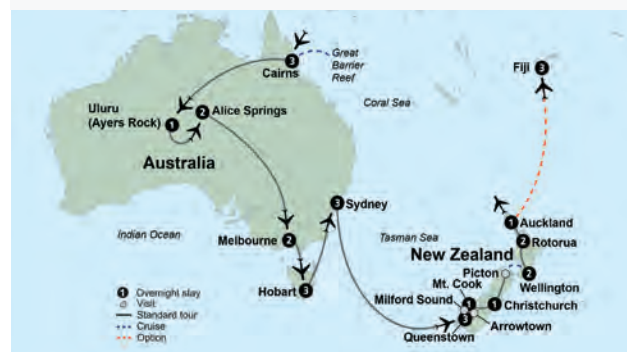 Great
Barrier
Reef
3
Cairns
Coral Sea
Fiji 3
Uluru
(Ayers Rock) 1
2 Alice Springs
Australia
3 Sydney
Indian Ocean
Melbourne 2
Hobart 3
Tasman Sea
1 Auckland
2 Rotorua
New Zealand
Picton
2
Wellington
Mt. Cook
1
Milford Sound
1 Christchurch
3
Arrowtown
Queenstown
1 Overnight stay
Visit
Standard tour
Cruise
Option